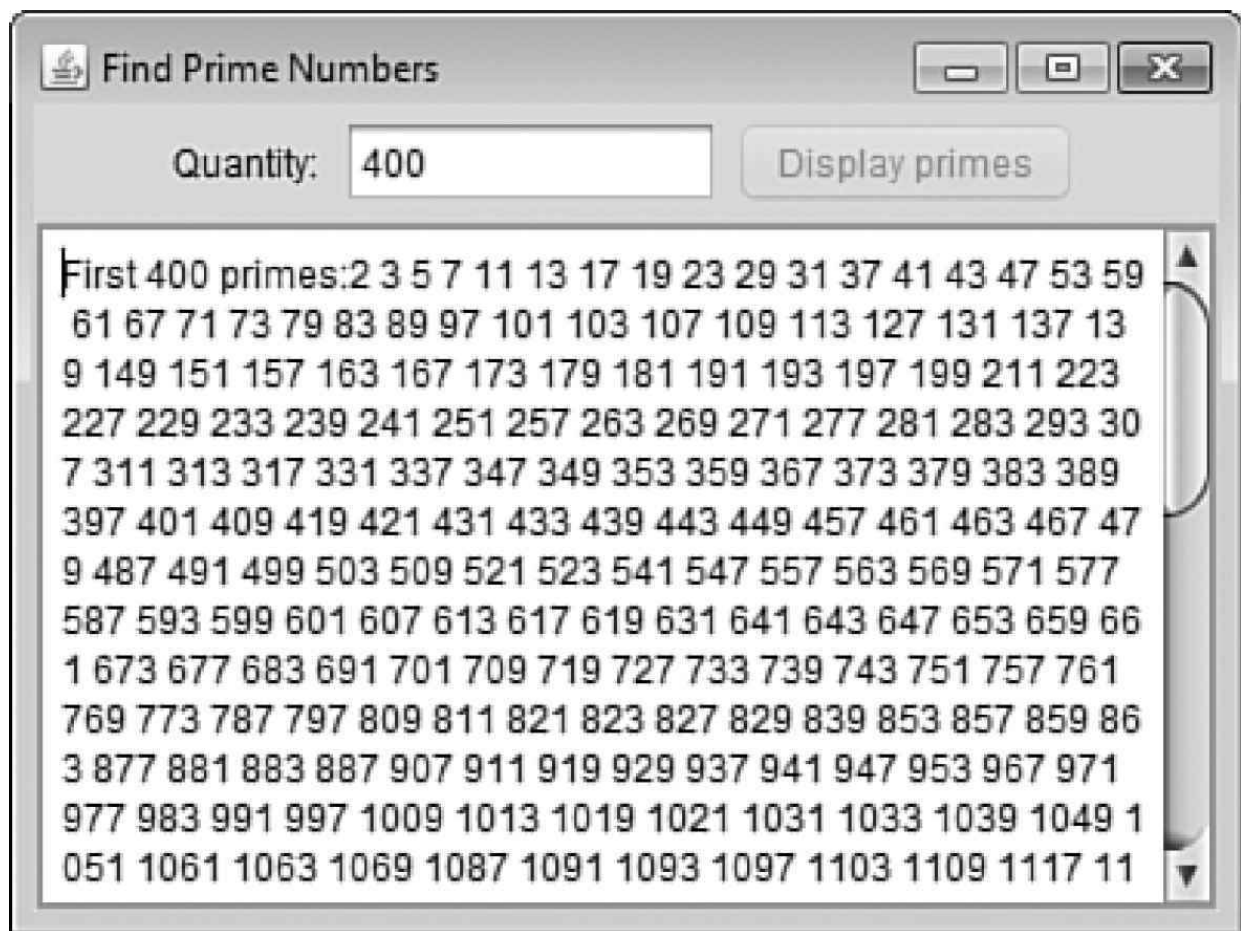 Find Prime Numbers
Quantity: 400 Display primes
First 400 primes:2 3 5 7 11 13 17 19 23 29 31 37 41 43 47 53 59
61 67 71 73 79 83 89 97 101 103 107 109 113 127 131 137 13
9 149 151 157 163 167 173 179 181 191 193 197 199 211 223
227 229 233 239 241 251 257 263 269 271 277 281 283 293 30
7 311 313 317 331 337 347 349 353 359 367 373 379 383 389
397 401 409 419 421 431 433 439 443 449 457 461 463 467 47
9 487 491 499 503 509 521 523 541 547 557 563 569 571 577
587 593 599 601 607 613 617 619 631 641 643 647 653 659 66
1 673 677 683 691 701 709 719 727 733 739 743 751 757 761
769 773 787 797 809 811 821 823 827 829 839 853 857 859 86
3 877 881 883 887 907 911 919 929 937 941 947 953 967 971
977 983 991 997 1009 1013 1019 1021 1031 1033 1039 1049 1
051 1061 1063 1069 1087 1091 1093 1097 1103 1109 1117 11